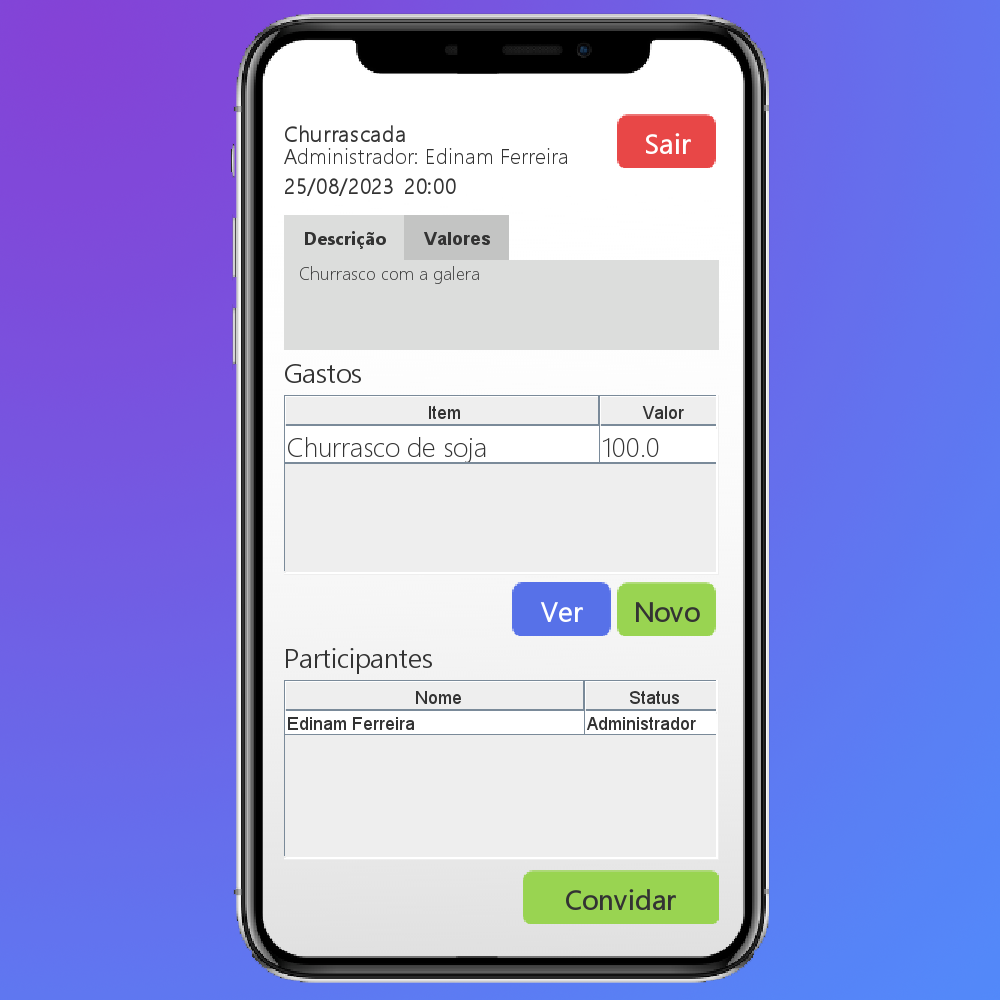 Churrascada
Administrador: Edinam Ferreira
Sair
25/08/2023 20:00
Descrição Valores
Churrasco com a galera
Gastos
Item Valor
Churrasco de soja 100.0
Ver Novo
Participantes
Nome Status
Edinam Ferreira Administrador
Convidar